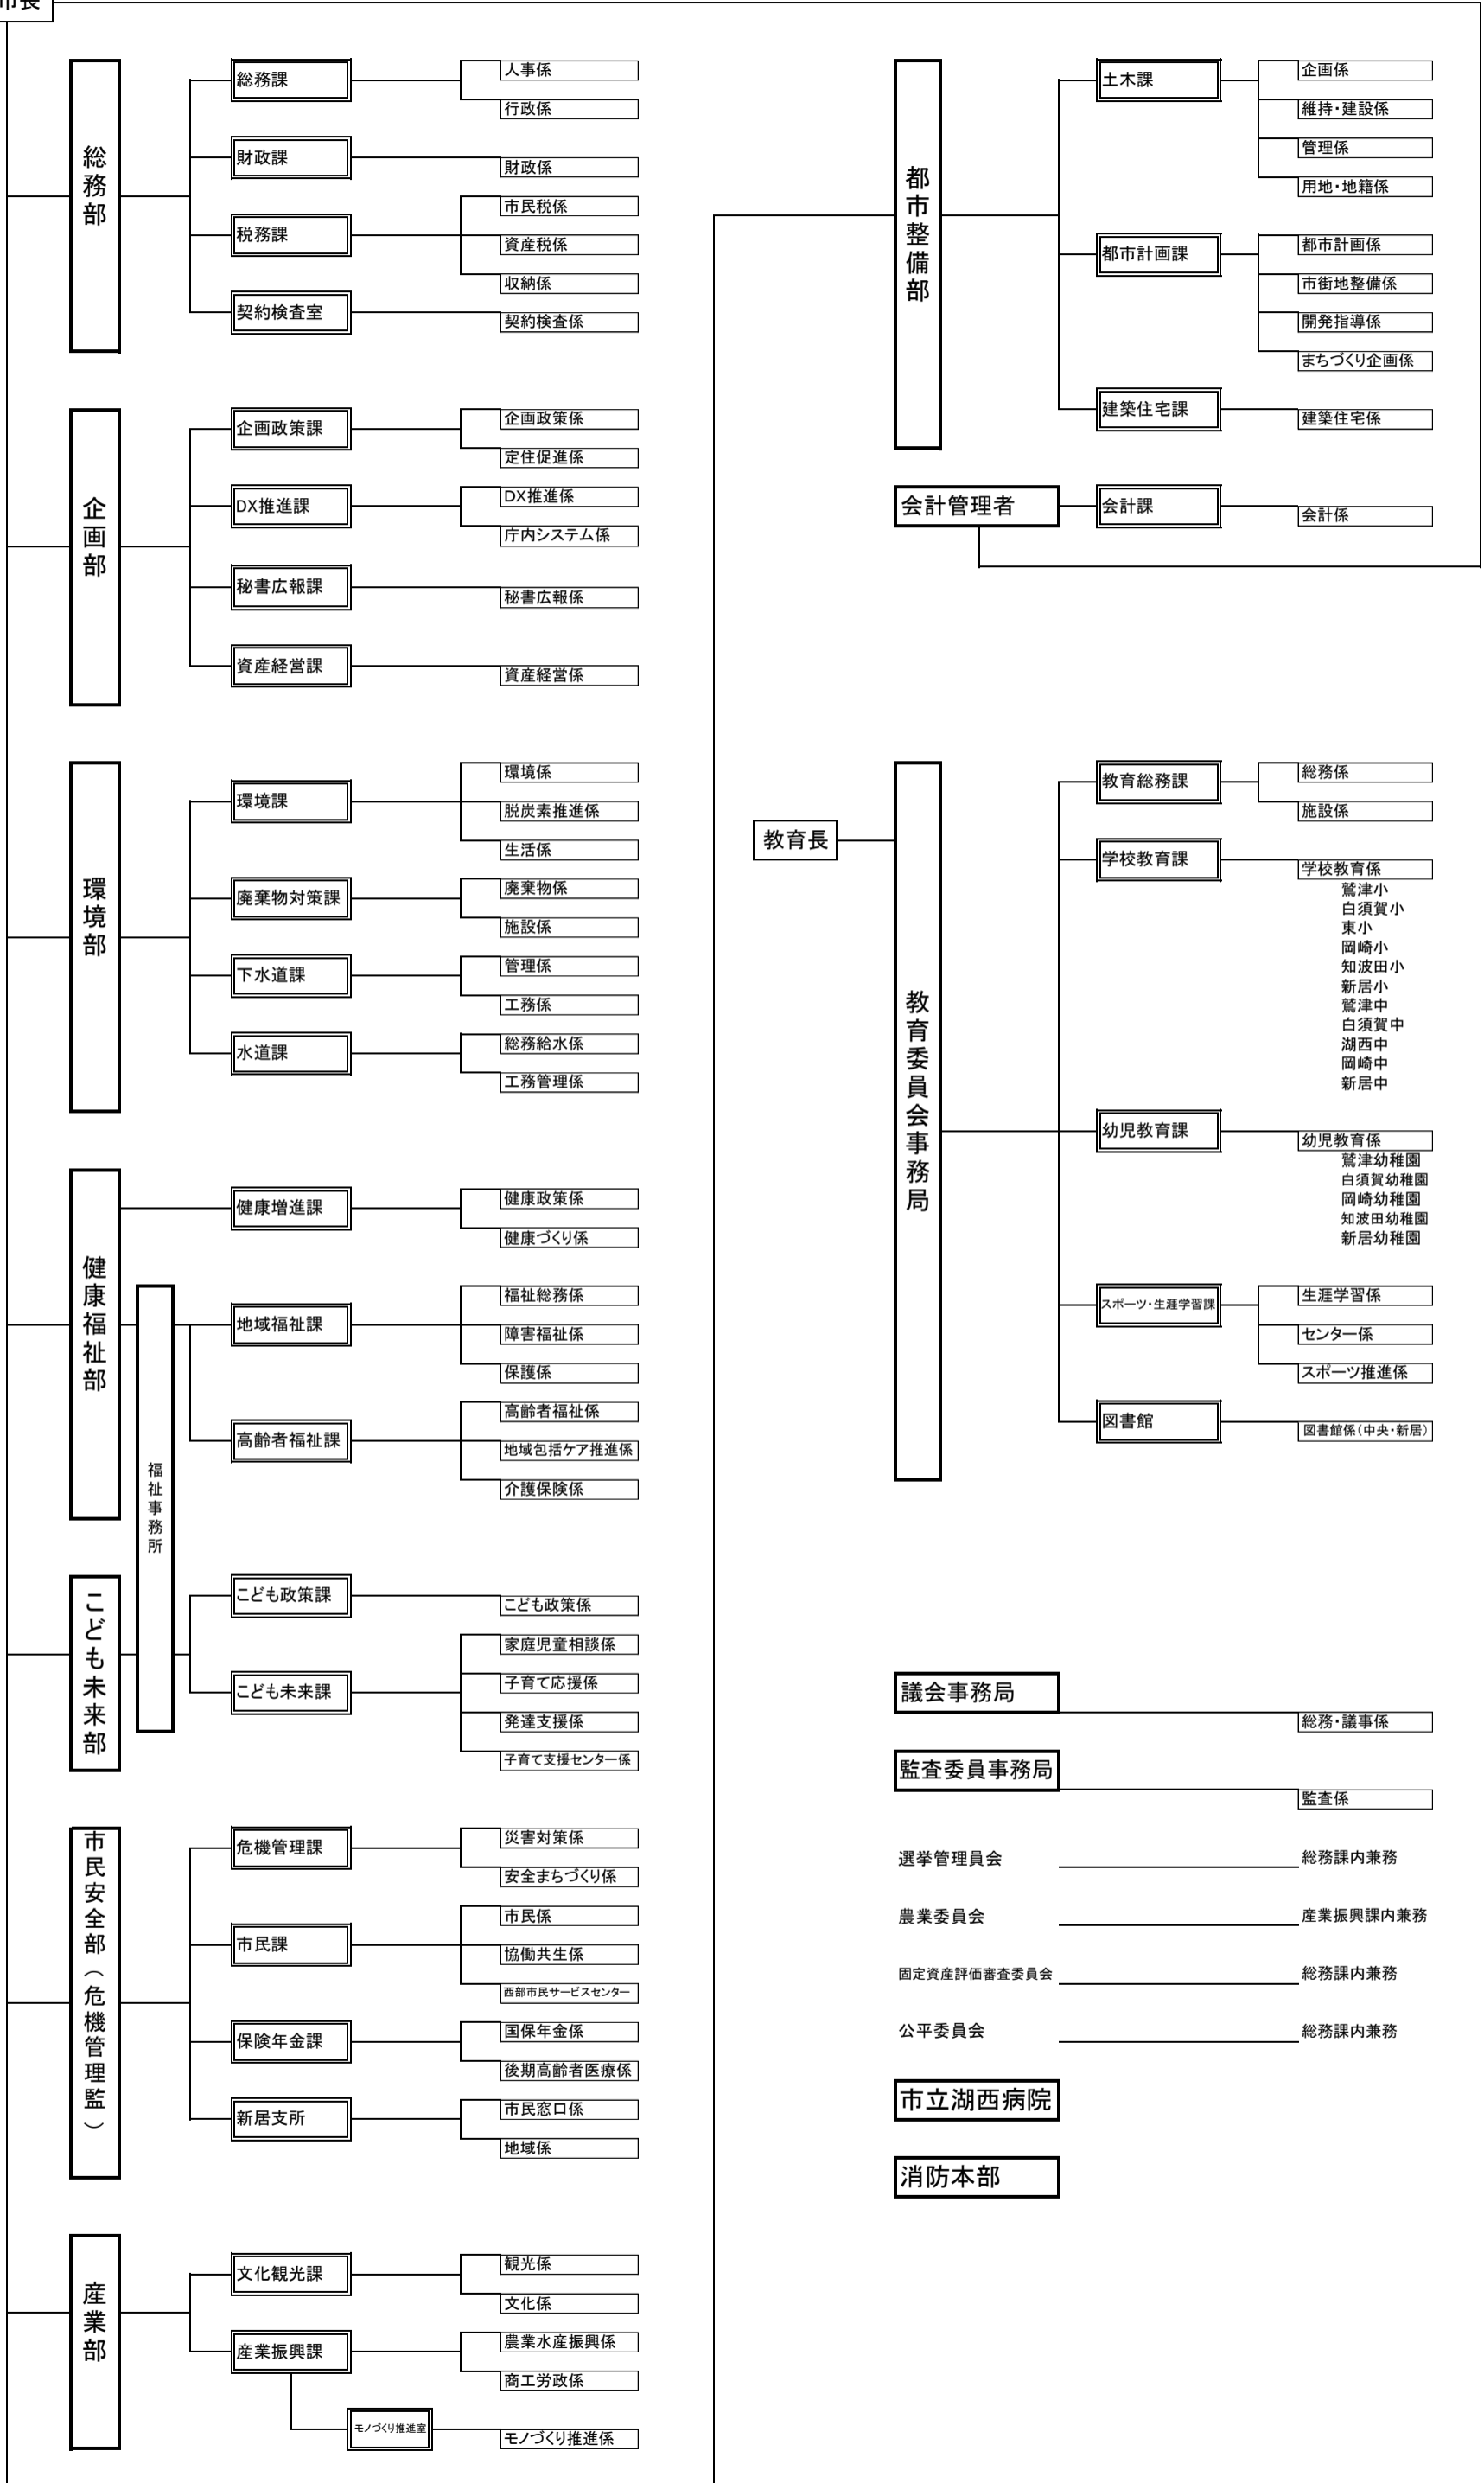 市長
総務部
総務課
人事係
行政係
財政課
財政係
税務課
市民税係
資産税係
収納係
契約検査室
契約検査係
企画部
企画政策課
企画政策係
定住促進係
DX推進課
DX推進係
庁内システム係
秘書広報課
秘書広報係
資産経営課
資産経営係
環境部
環境課
環境係
脱炭素推進係
生活係
廃棄物対策課
廃棄物係
施設係
下水道課
管理係
工務係
水道課
総務給水係
工務管理係
健康福祉部
健康増進課
健康政策係
健康づくり係
福祉事務所
地域福祉課
福祉総務係
障害福祉係
保護係
高齢者福祉課
高齢者福祉係
地域包括ケア推進係
介護保険係
こども未来部
こども政策課
こども政策係
こども未来課
家庭児童相談係
子育て応援係
発達支援係
子育て支援センター係
市民安全部（危機管理監）
危機管理課
災害対策係
安全まちづくり係
市民課
市民係
協働共生係
西部市民サービスセンター
保険年金課
国保年金係
後期高齢者医療係
新居支所
市民窓口係
地域係
産業部
文化観光課
観光係
文化係
産業振興課
農業水産振興係
商工労政係
モノづくり推進室
モノづくり推進係
都市整備部
土木課
企画係
維持・建設係
管理係
用地・地籍係
都市計画課
都市計画係
市街地整備係
開発指導係
まちづくり企画係
建築住宅課
建築住宅係
会計管理者
会計課
会計係
教育長
教育委員会事務局
教育総務課
総務係
施設係
学校教育課
学校教育係
鷲津小
白須賀小
東小
岡崎小
知波田小
新居小
鷲津中
白須賀中
湖西中
岡崎中
新居中
幼児教育課
幼児教育係
鷲津幼稚園
白須賀幼稚園
岡崎幼稚園
知波田幼稚園
新居幼稚園
スポーツ・生涯学習課
生涯学習係
センター係
スポーツ推進係
図書館
図書館係（中央・新居）
議会事務局
総務・議事係
監査委員事務局
監査係
選挙管理員会
総務課内兼務
農業委員会
産業振興課内兼務
固定資産評価審査委員会
総務課内兼務
公平委員会
総務課内兼務
市立湖西病院
消防本部